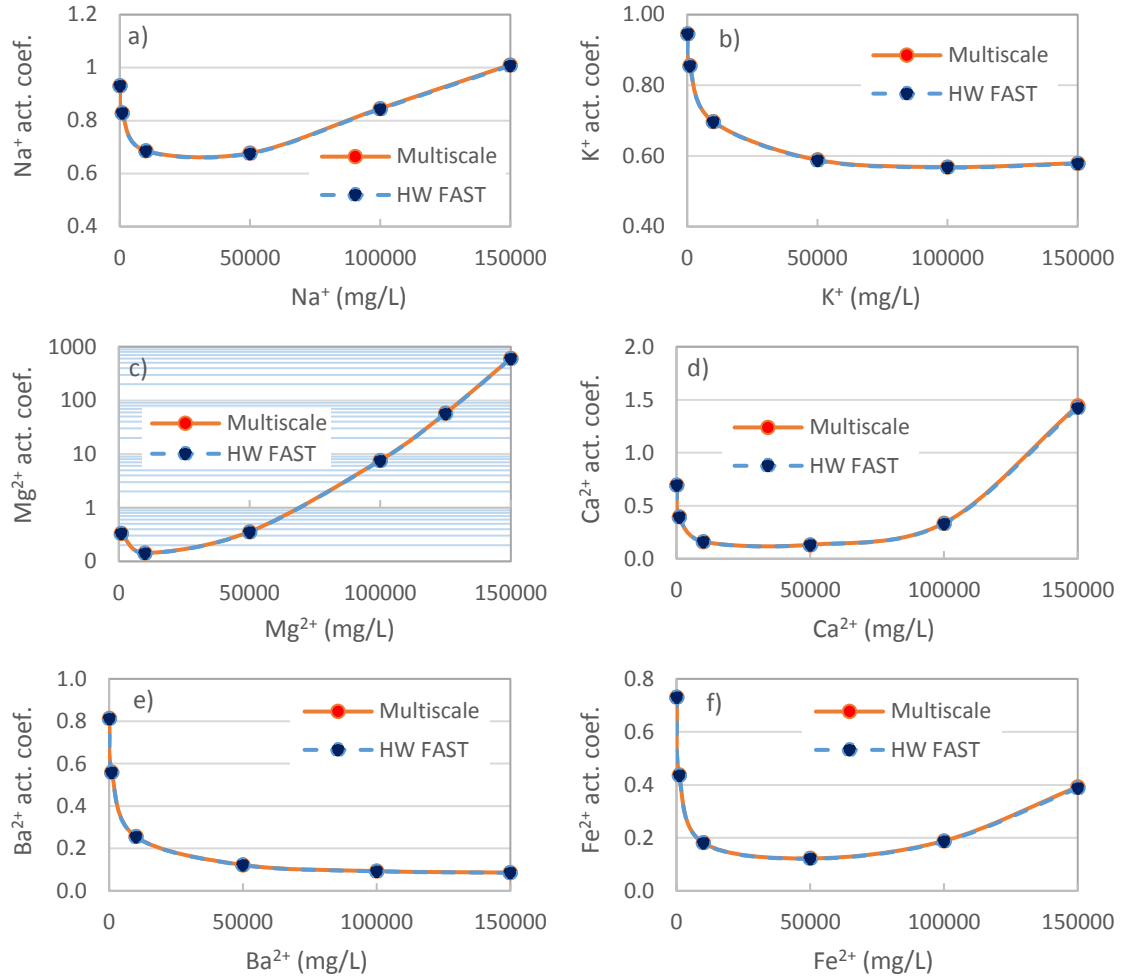 a)
Na⁺ act. coef.
1.2
1
0.8
0.6
0.4
Multiscale
HW FAST
0 50000 100000 150000
Na⁺ (mg/L)
b)
K⁺ act. coef.
1.00
0.80
0.60
0.40
Multiscale
HW FAST
0 50000 100000 150000
K⁺ (mg/L)
c)
Mg²⁺ act. coef.
1000
100
10
1
0
Multiscale
HW FAST
0 50000 100000 150000
Mg²⁺ (mg/L)
d)
Ca²⁺ act. coef.
2.0
1.5
1.0
0.5
0.0
Multiscale
HW FAST
0 50000 100000 150000
Ca²⁺ (mg/L)
e)
Ba²⁺ act. coef.
1.0
0.8
0.6
0.4
0.2
0.0
Multiscale
HW FAST
0 50000 100000 150000
Ba²⁺ (mg/L)
f)
Fe²⁺ act. coef.
0.8
0.6
0.4
0.2
0.0
Multiscale
HW FAST
0 50000 100000 150000
Fe²⁺ (mg/L)